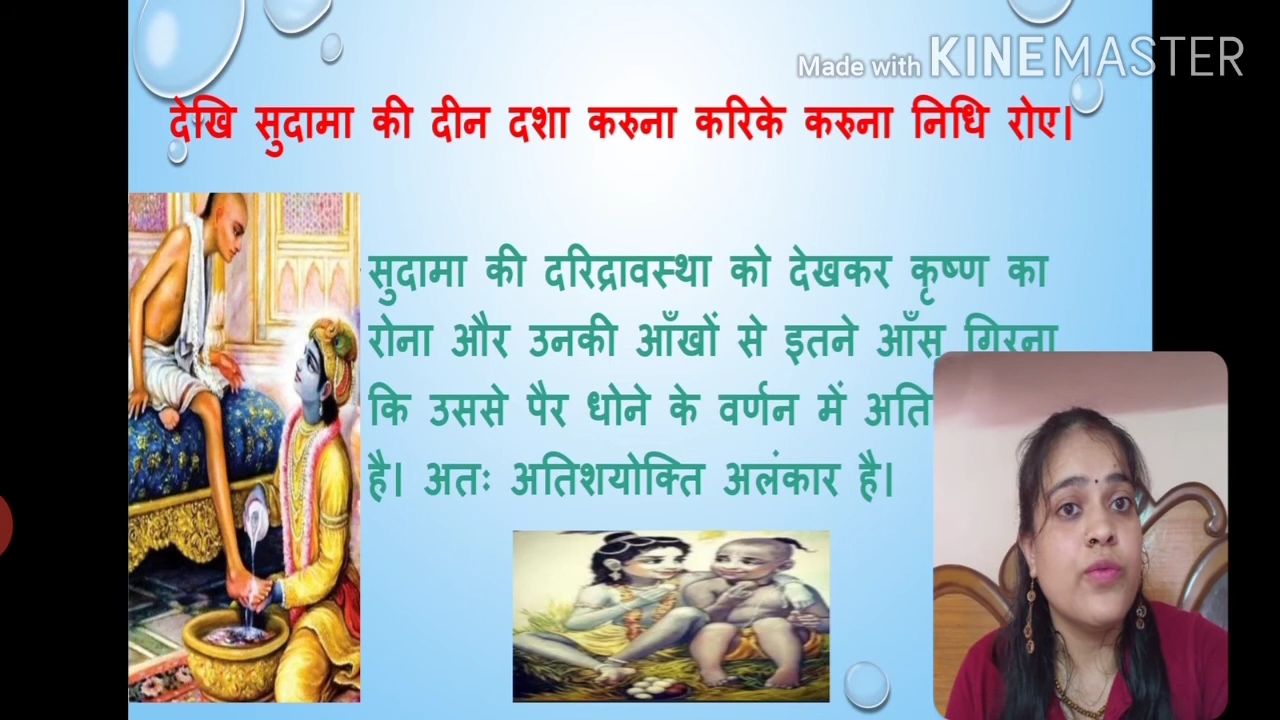 Made with KINEMASTER
देखि सुदामा की दीन दशा करुना करिके करुना निधि रोए।
सुदामा की दरिद्रावस्था को देखकर कृष्ण का
रोना और उनकी आँखों से इतने आँसू गिरना
कि उससे पैर धोने के वर्णन में अति
है। अतः अतिशयोक्ति अलंकार है।